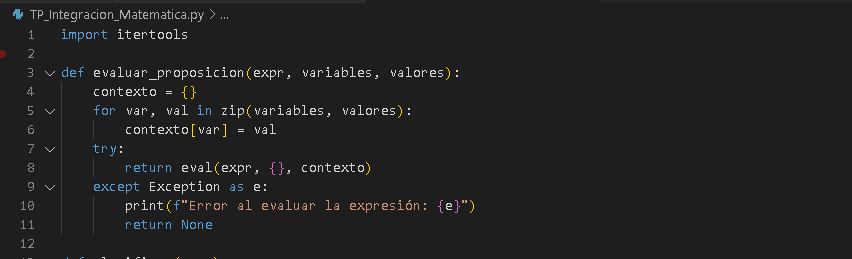 TP_Integracion_Matematica.py > ...
1 import itertools
2
3 def evaluar_proposicion(expr, variables, valores):
4     contexto = {}
5     for var, val in zip(variables, valores):
6         contexto[var] = val
7     try:
8         return eval(expr, {}, contexto)
9     except Exception as e:
10         print(f"Error al evaluar la expresión: {e}")
11         return None
12